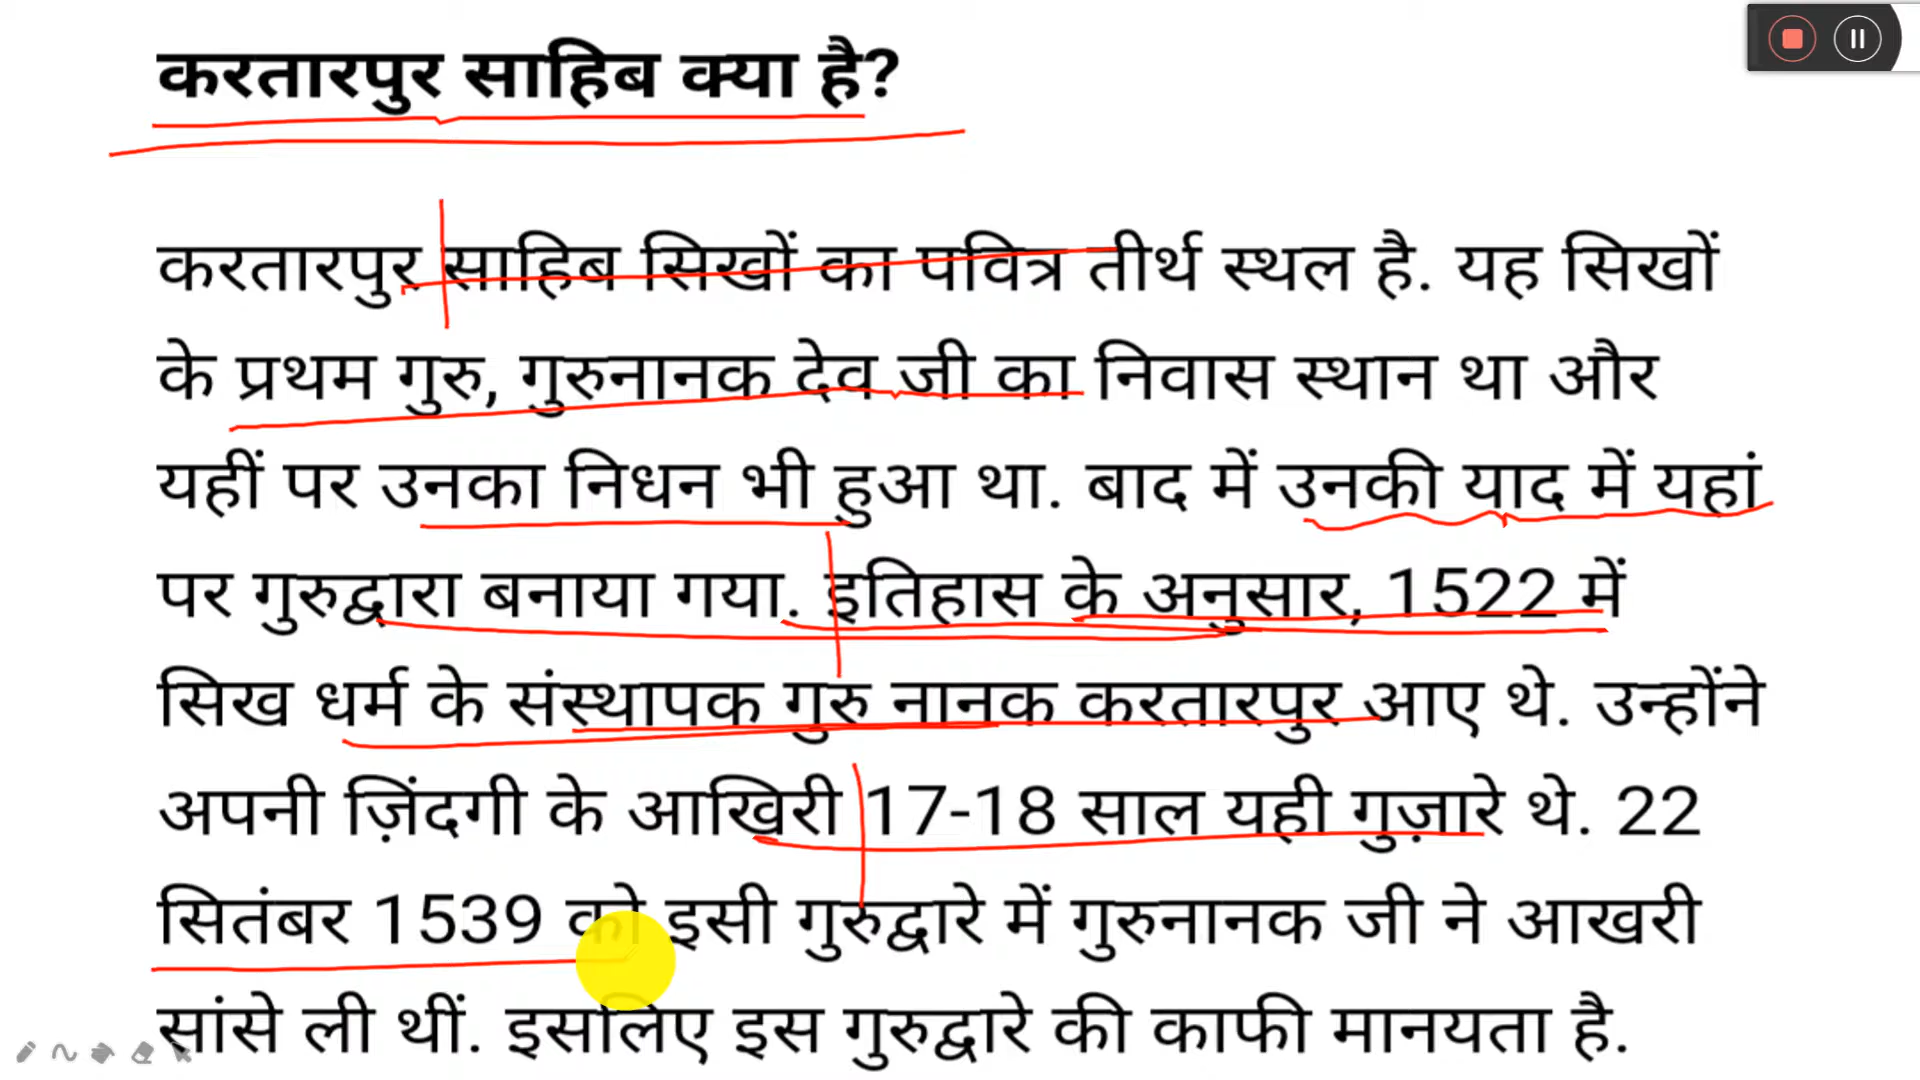 करतारपुर साहिब क्या है?
करतारपुर साहिब सिखों का पवित्र तीर्थ स्थल है. यह सिखों
के प्रथम गुरु, गुरुनानक देव जी का निवास स्थान था और
यहीं पर उनका निधन भी हुआ था. बाद में उनकी याद में यहां
पर गुरुद्वारा बनाया गया. इतिहास के अनुसार, 1522 में
सिख धर्म के संस्थापक गुरु नानक करतारपुर आए थे. उन्होंने
अपनी ज़िंदगी के आखिरी 17-18 साल यही गुज़ारे थे. 22
सितंबर 1539 को इसी गुरुद्वारे में गुरुनानक जी ने आखरी
सांसे ली थीं. इसलिए इस गुरुद्वारे की काफी मानयता है.